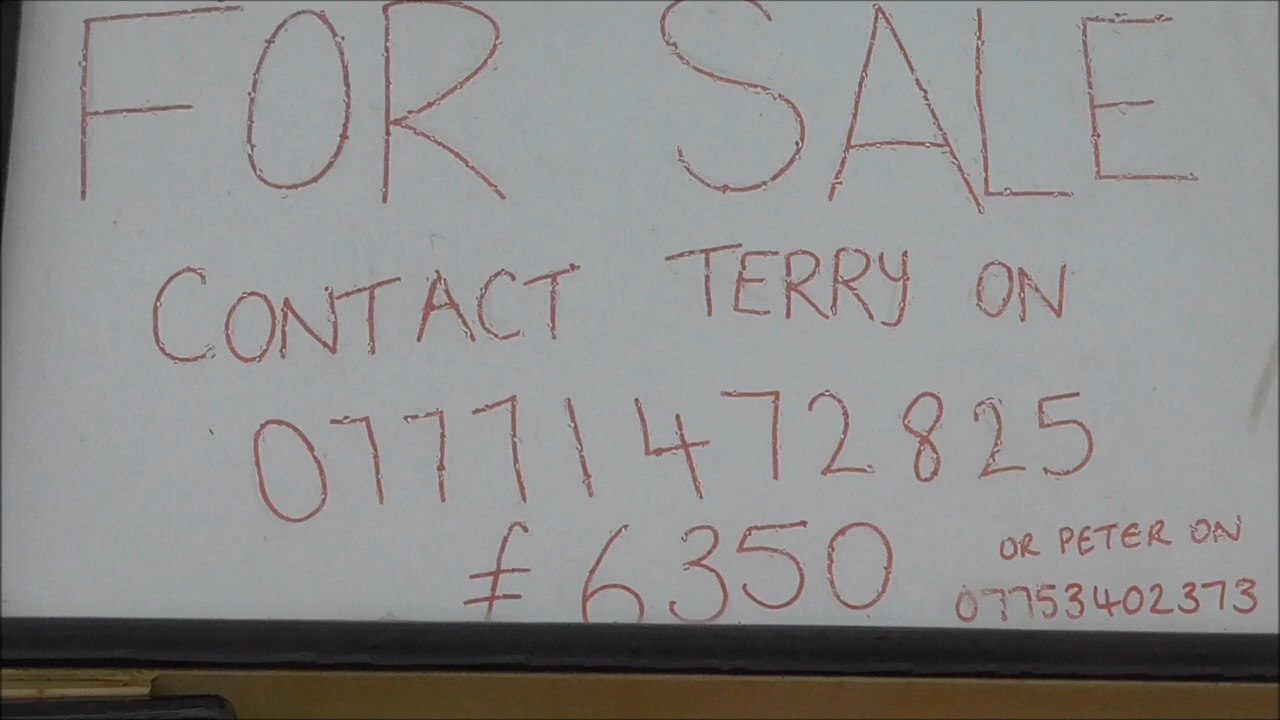 FOR SALE
CONTACT TERRY ON
07771472825
£6350
OR PETER ON
07753402373